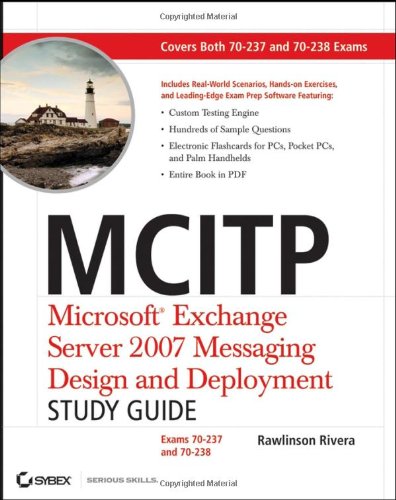 Copyrighted Material
Covers Both 70-237 and 70-238 Exams
Includes Real-World Scenarios, Hands-on Exercises,
and Leading-Edge Exam Prep Software Featuring:
• Custom Testing Engine
• Hundreds of Sample Questions
• Electronic Flashcards for PCs, Pocket PCs,
and Palm Handhelds
• Entire Book in PDF
MCITP
Microsoft® Exchange
Server 2007 Messaging
Design and Deployment
STUDY GUIDE
Exams 70-237
and 70-238
Rawlinson Rivera
SYBEX
SERIOUS SKILLS.
Copyrighted Material